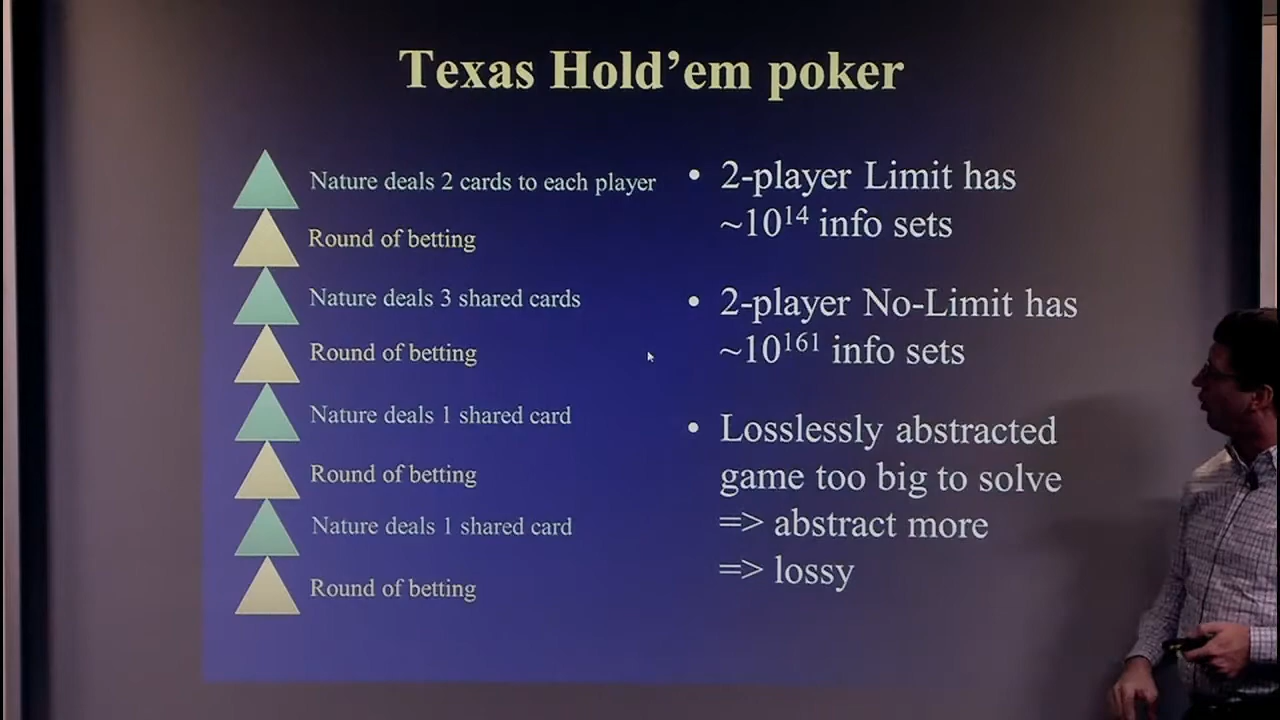 Texas Hold’em poker
Nature deals 2 cards to each player
Round of betting
Nature deals 3 shared cards
Round of betting
Nature deals 1 shared card
Round of betting
Nature deals 1 shared card
Round of betting
• 2-player Limit has
~10¹⁴ info sets
• 2-player No-Limit has
~10¹⁶¹ info sets
• Losslessly abstracted
game too big to solve
=> abstract more
=> lossy